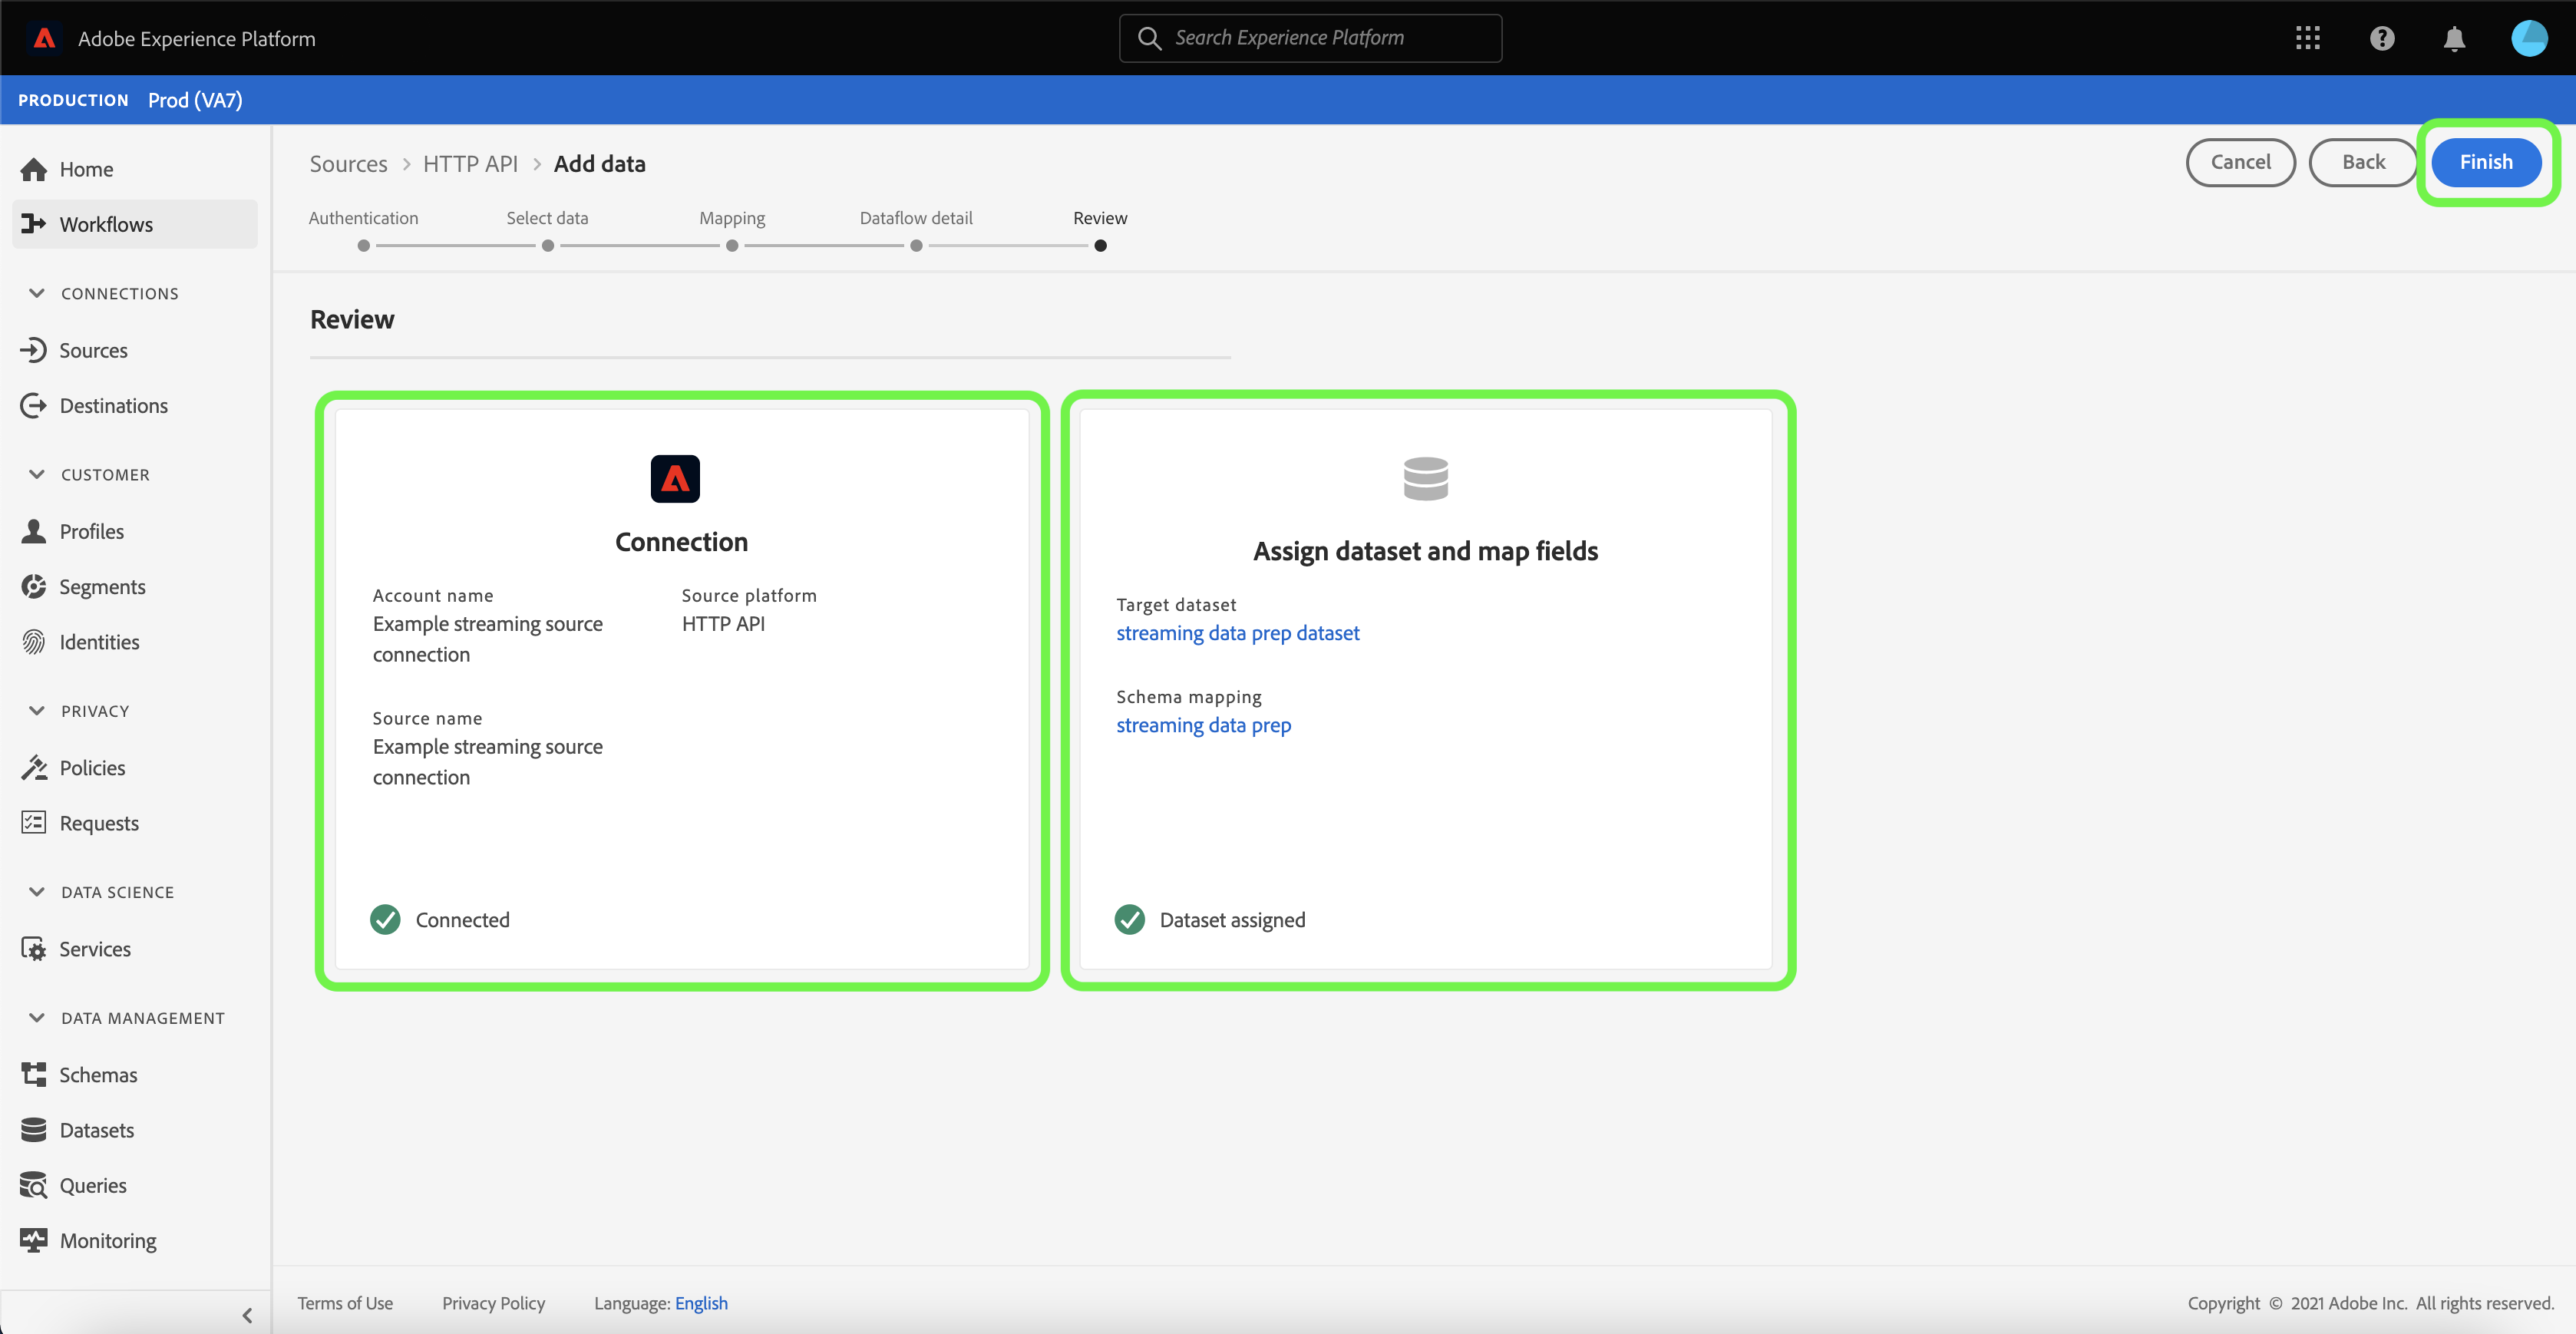 Adobe Experience Platform
Search Experience Platform
PRODUCTION Prod (VA7)
Home
Workflows
CONNECTIONS
Sources
Destinations
CUSTOMER
Profiles
Segments
Identities
PRIVACY
Policies
Requests
DATA SCIENCE
Services
DATA MANAGEMENT
Schemas
Datasets
Queries
Monitoring
Sources > HTTP API > Add data
Cancel
Back
Finish
Authentication
Select data
Mapping
Dataflow detail
Review
Review
Connection
Account name
Example streaming source
connection
Source platform
HTTP API
Source name
Example streaming source
connection
Connected
Assign dataset and map fields
Target dataset
streaming data prep dataset
Schema mapping
streaming data prep
Dataset assigned
Terms of Use
Privacy Policy
Language: English
Copyright © 2021 Adobe Inc. All rights reserved.